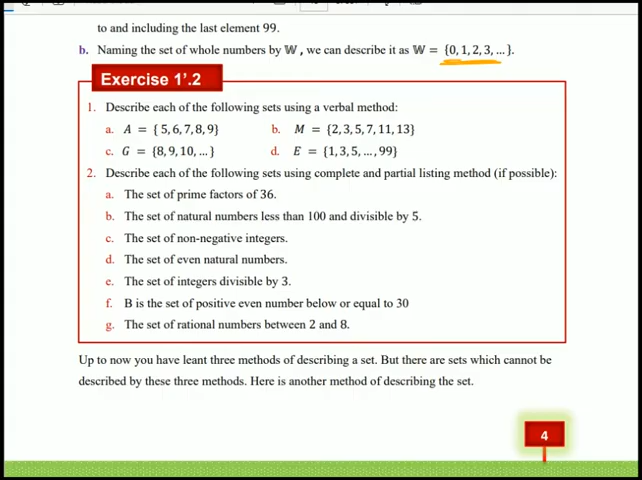 to and including the last element 99.
b. Naming the set of whole numbers by 𝕎 , we can describe it as 𝕎 = {0, 1, 2, 3, ... }.
Exercise 1'.2
1. Describe each of the following sets using a verbal method:
a. A = { 5, 6, 7, 8, 9} b. M = {2, 3, 5, 7, 11, 13}
c. G = {8, 9, 10, ... } d. E = {1, 3, 5, ... , 99}
2. Describe each of the following sets using complete and partial listing method (if possible):
a. The set of prime factors of 36.
b. The set of natural numbers less than 100 and divisible by 5.
c. The set of non-negative integers.
d. The set of even natural numbers.
e. The set of integers divisible by 3.
f. B is the set of positive even number below or equal to 30
g. The set of rational numbers between 2 and 8.
Up to now you have leant three methods of describing a set. But there are sets which cannot be
described by these three methods. Here is another method of describing the set.
4